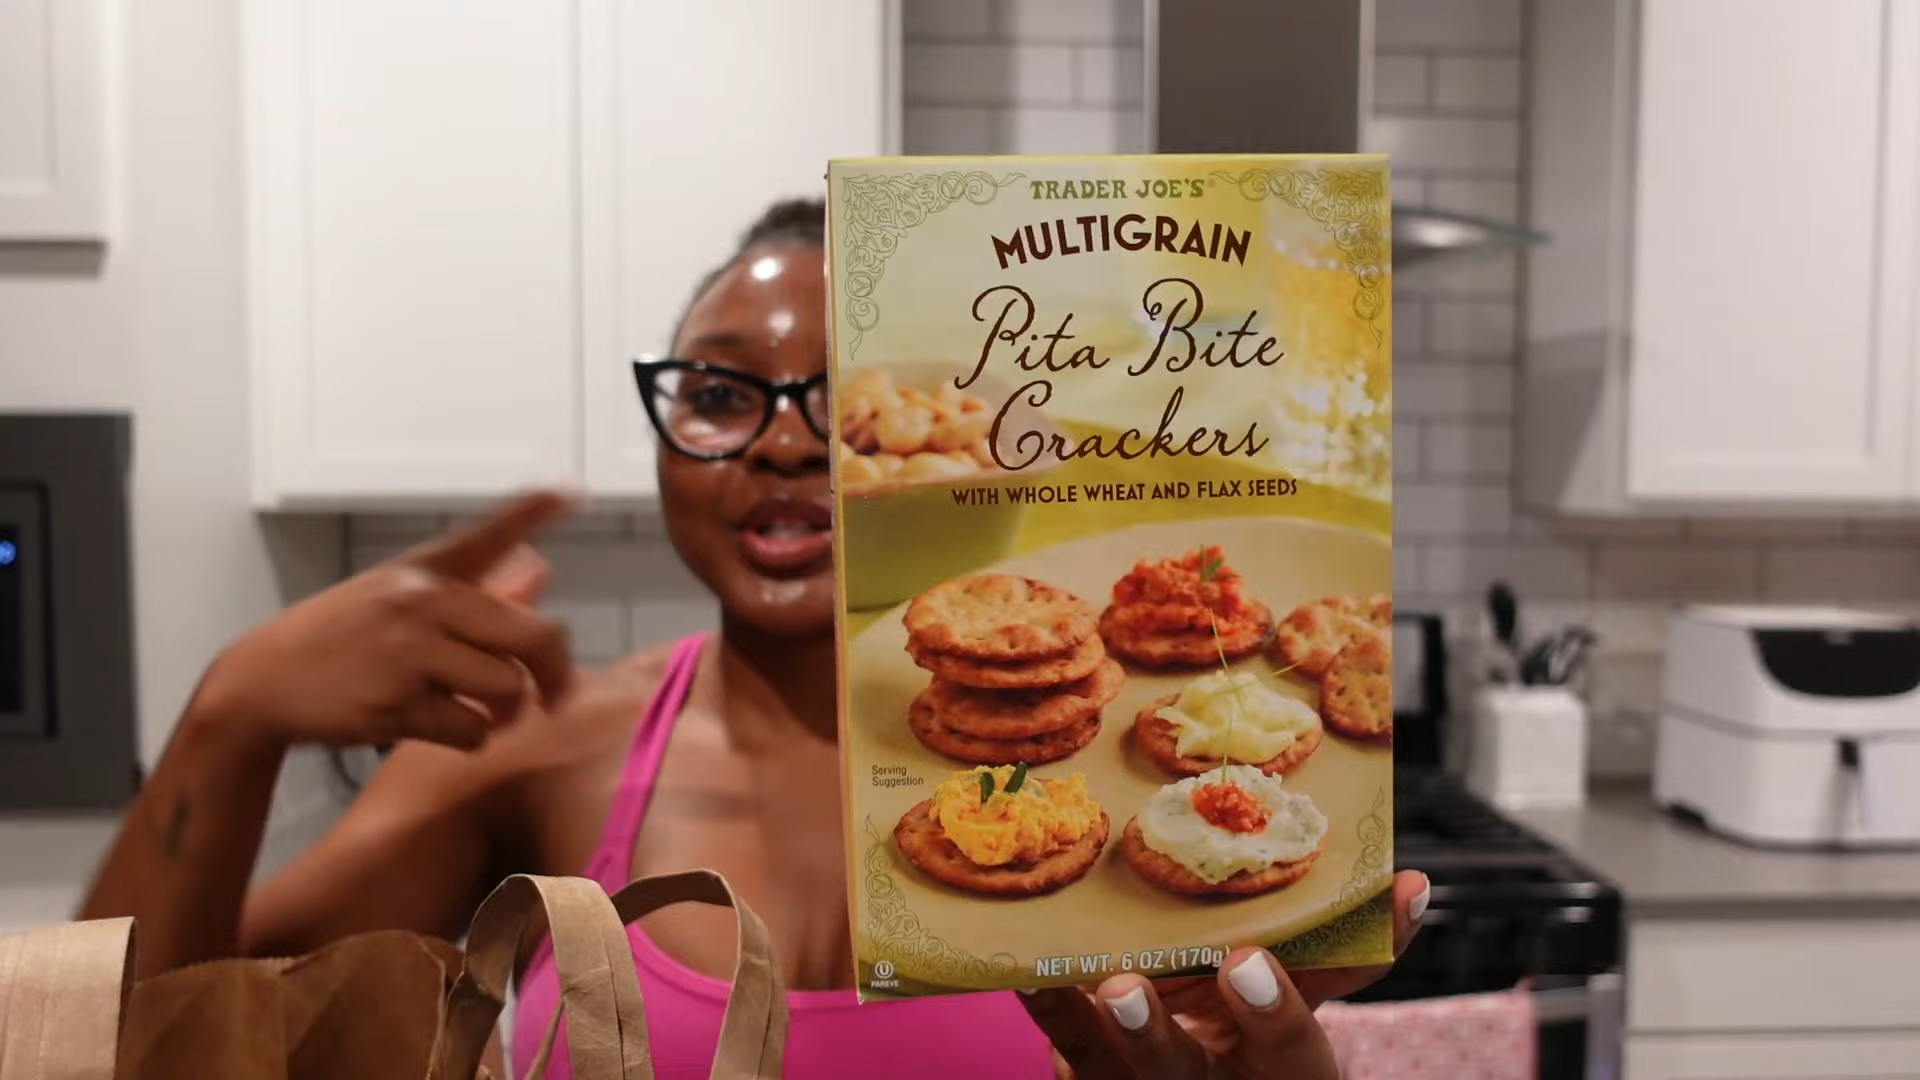 TRADER JOE'S
MULTIGRAIN
Pita Bite
Crackers
WITH WHOLE WHEAT AND FLAX SEEDS
Serving
Suggestion
NET WT. 6 OZ (170g)
U
PAREVE